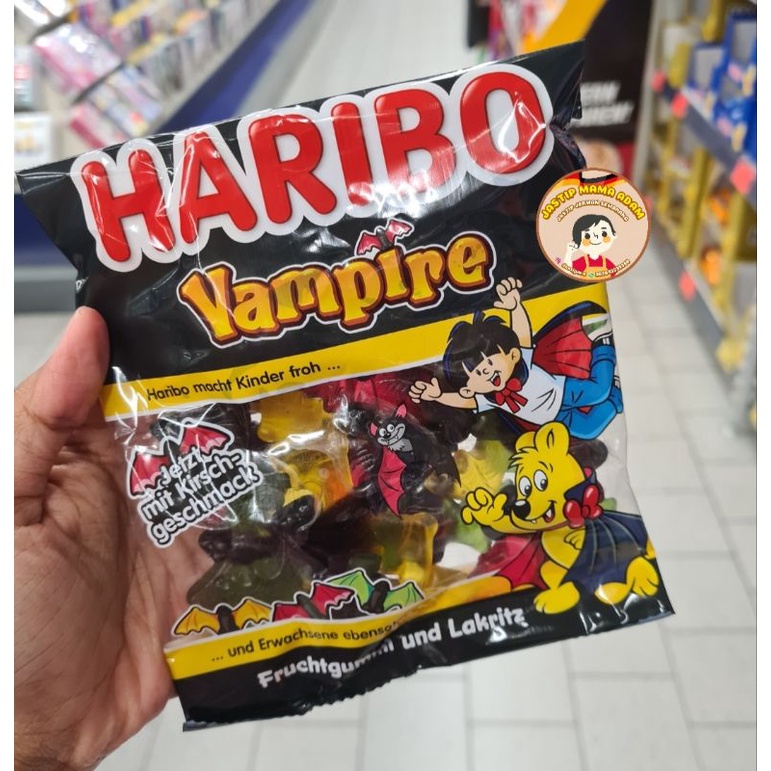 HARIBO
Vampire
Haribo macht Kinder froh ...
Jetzt
mit Kirsch-
geschmack
... und Erwachsene ebenso
Fruchtgummi und Lakritz
JASTIP MAMA ADAM